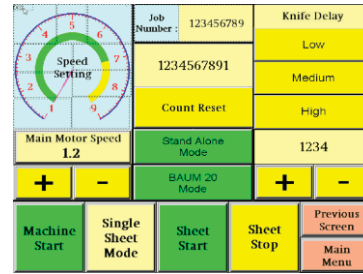 Job
Number :
123456789
Knife Delay
4
5
6
3
7
2
8
1
9
Speed
Setting
1234567891
Low
Medium
Count Reset
High
Main Motor Speed
1.2
Stand Alone
Mode
1234
+
-
BAUM 20
Mode
+
-
Machine
Start
Single
Sheet
Mode
Sheet
Start
Sheet
Stop
Previous
Screen
Main
Menu